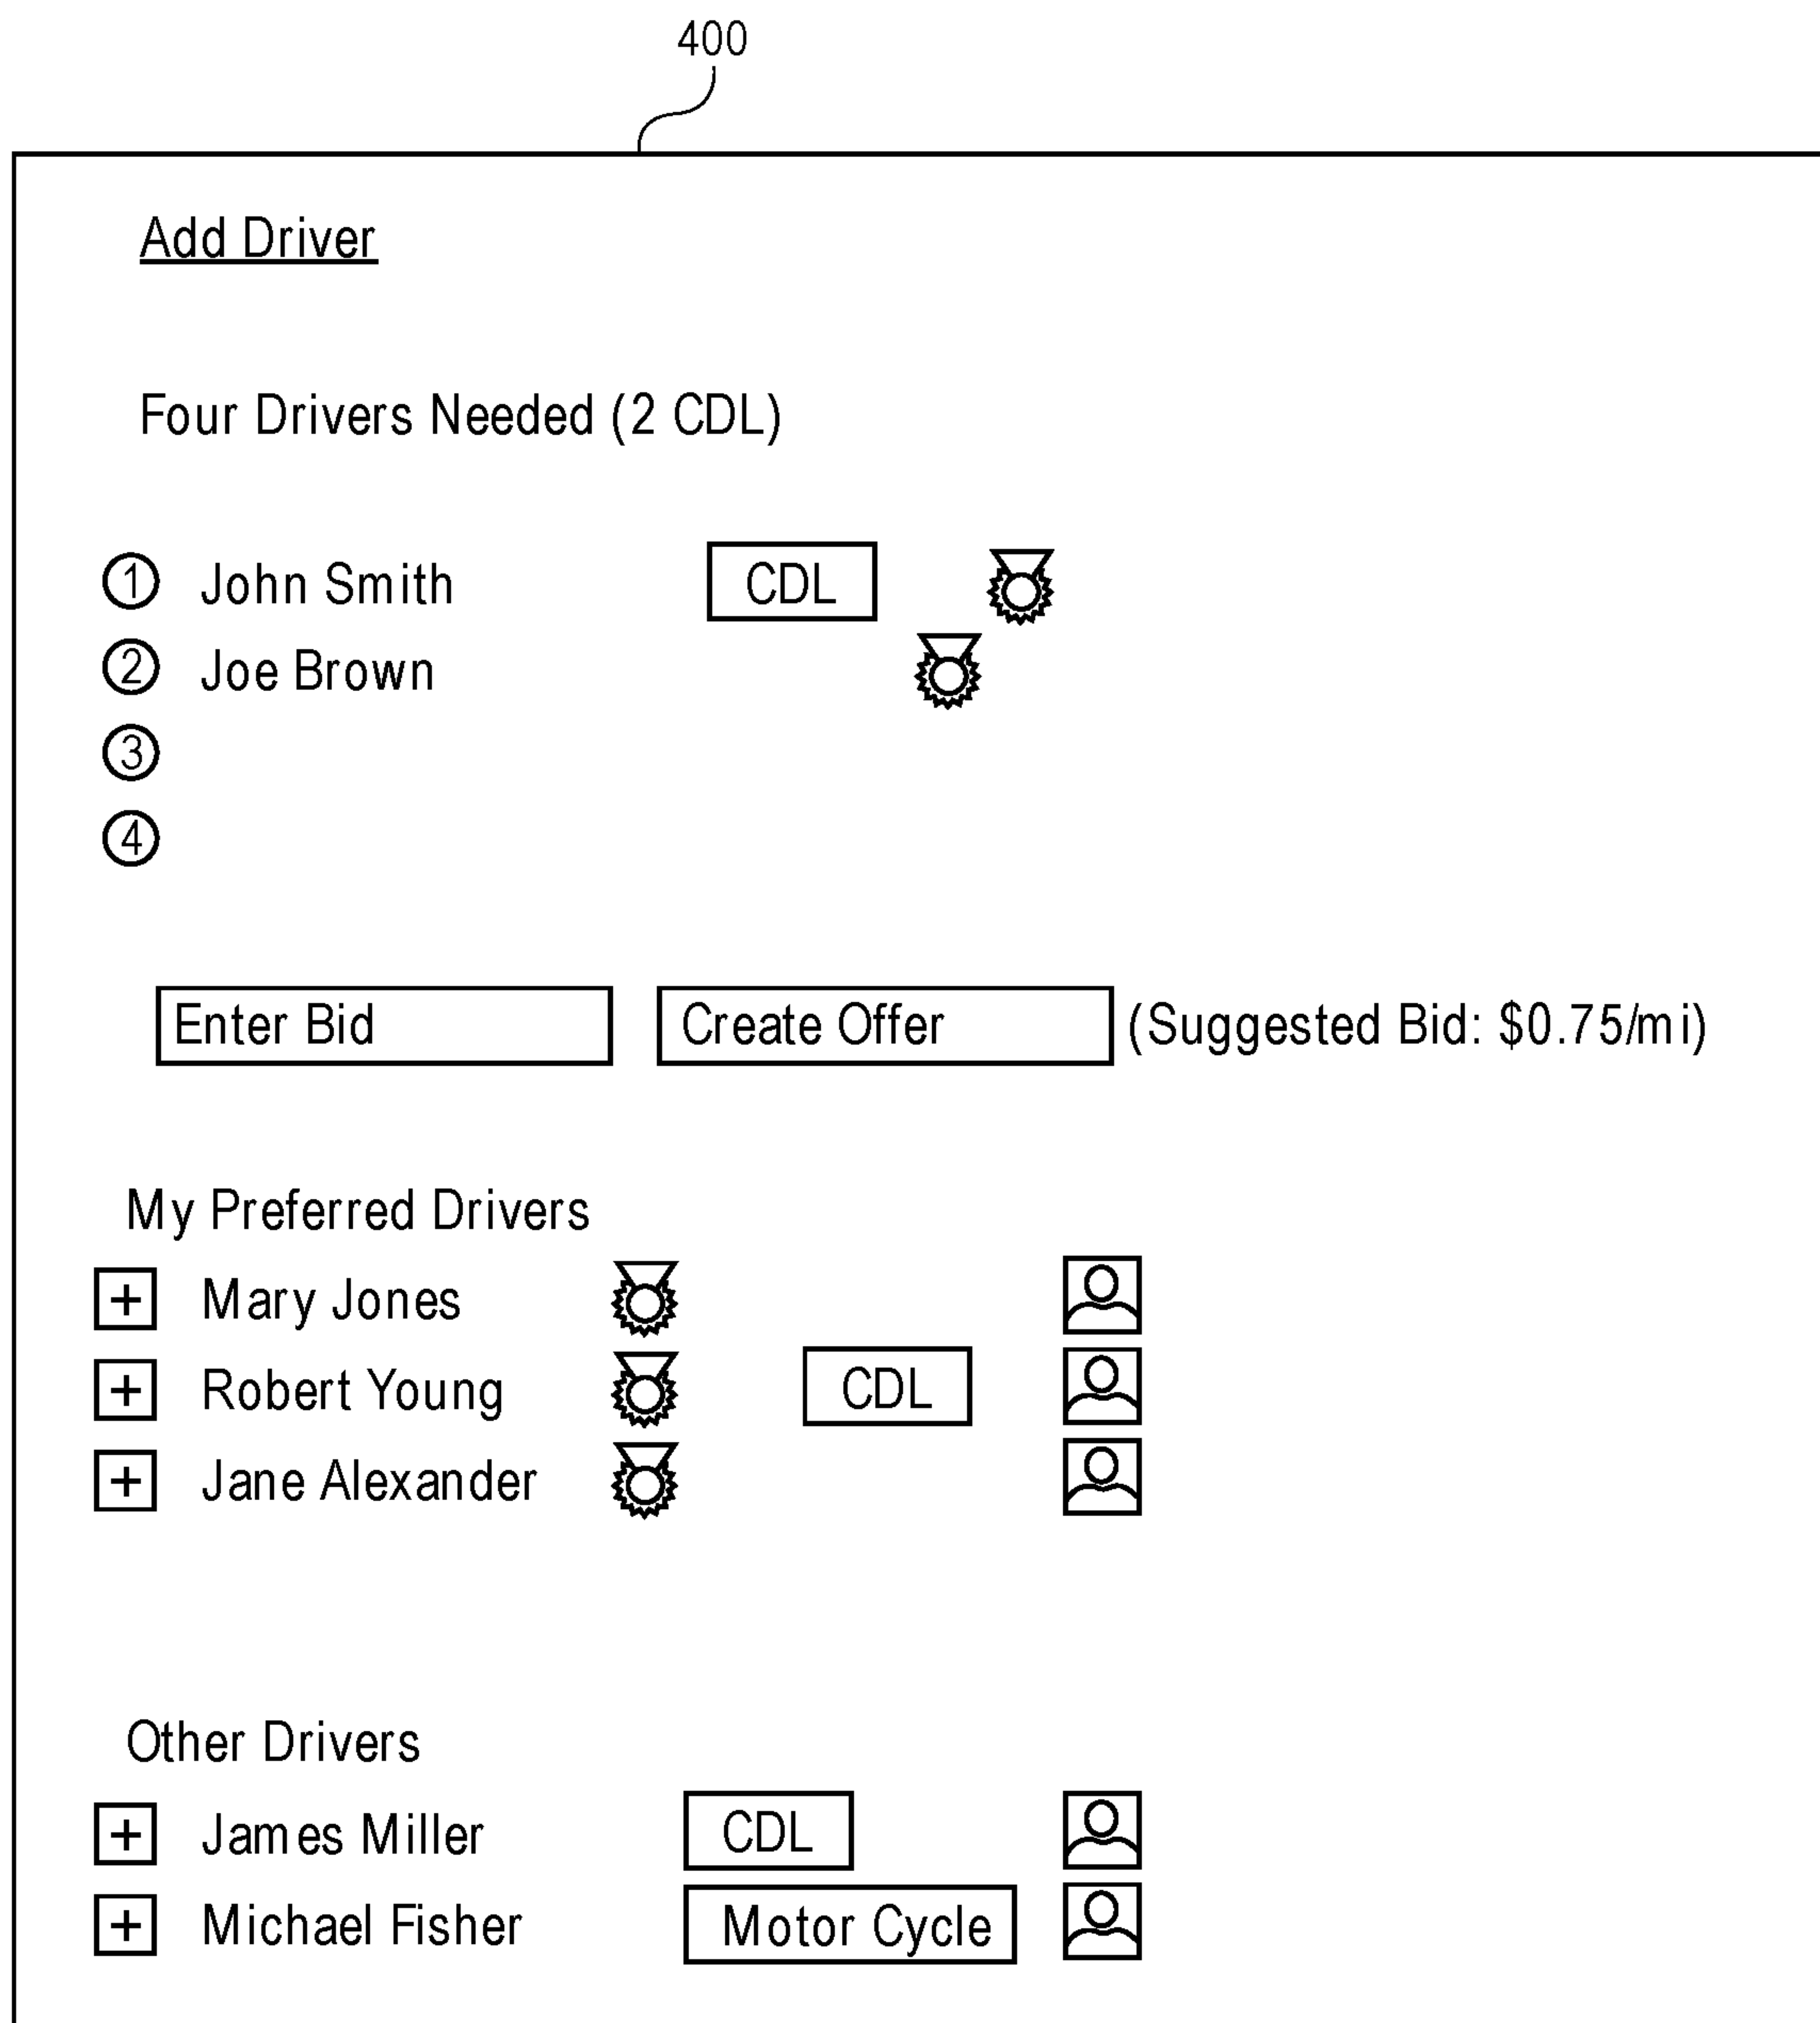 400
Add Driver
Four Drivers Needed (2 CDL)
1 John Smith CDL
2 Joe Brown
3
4
Enter Bid Create Offer (Suggested Bid: $0.75/mi)
My Preferred Drivers
+ Mary Jones
+ Robert Young CDL
+ Jane Alexander
Other Drivers
+ James Miller CDL
+ Michael Fisher Motor Cycle